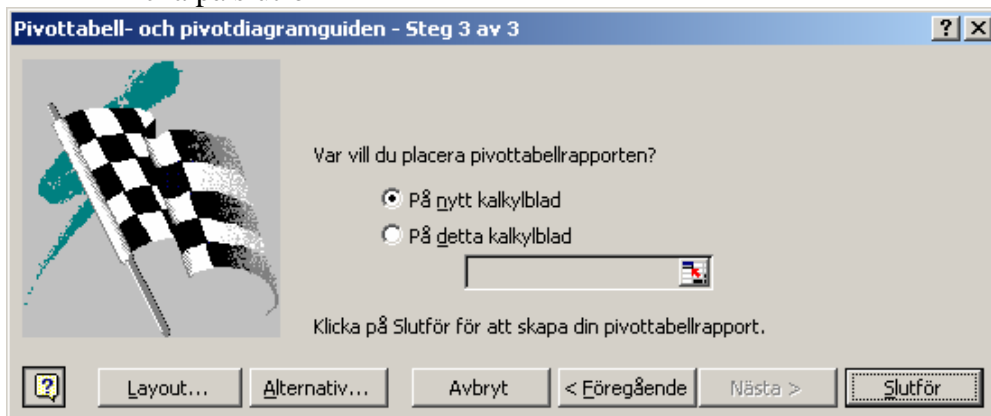 Pivottabell- och pivotdiagramguiden - Steg 3 av 3
Var vill du placera pivottabellrapporten?
På nytt kalkylblad
På detta kalkylblad
Klicka på Slutför för att skapa din pivottabellrapport.
Layout... Alternativ... Avbryt < Föregående Nästa > Slutför